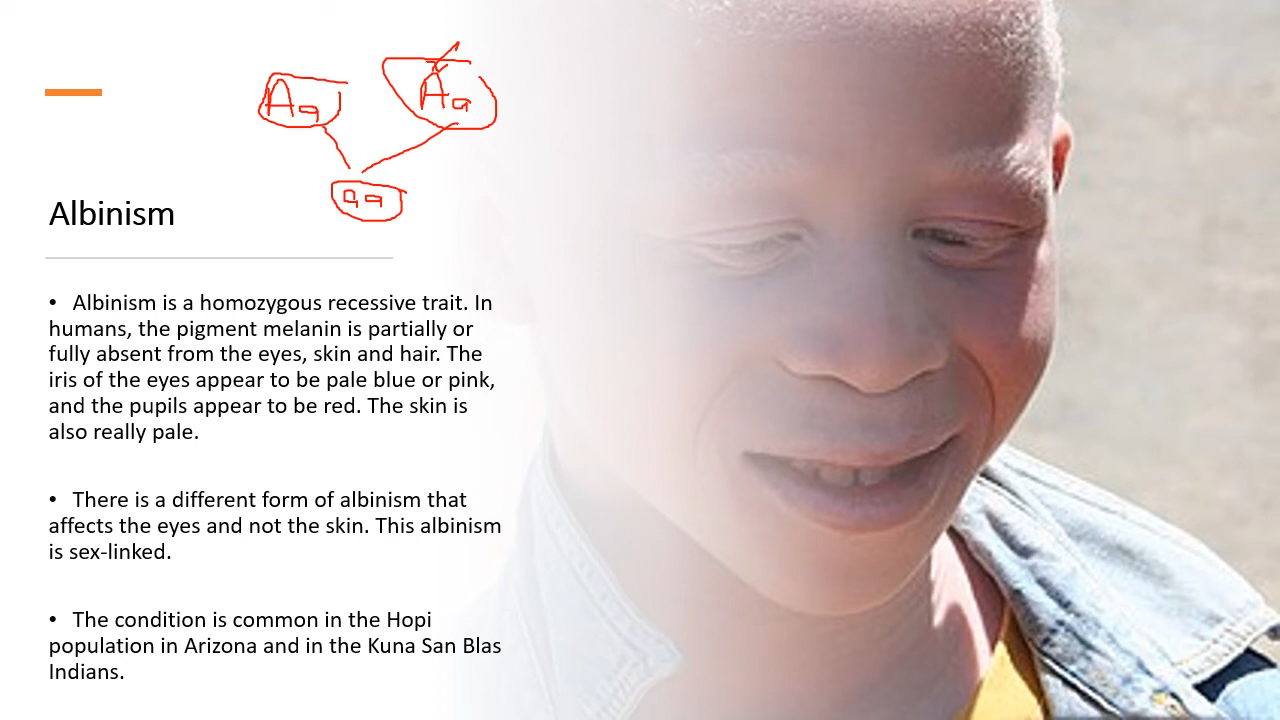 Aa Aa
aa
Albinism
• Albinism is a homozygous recessive trait. In
humans, the pigment melanin is partially or
fully absent from the eyes, skin and hair. The
iris of the eyes appear to be pale blue or pink,
and the pupils appear to be red. The skin is
also really pale.
• There is a different form of albinism that
affects the eyes and not the skin. This albinism
is sex-linked.
• The condition is common in the Hopi
population in Arizona and in the Kuna San Blas
Indians.